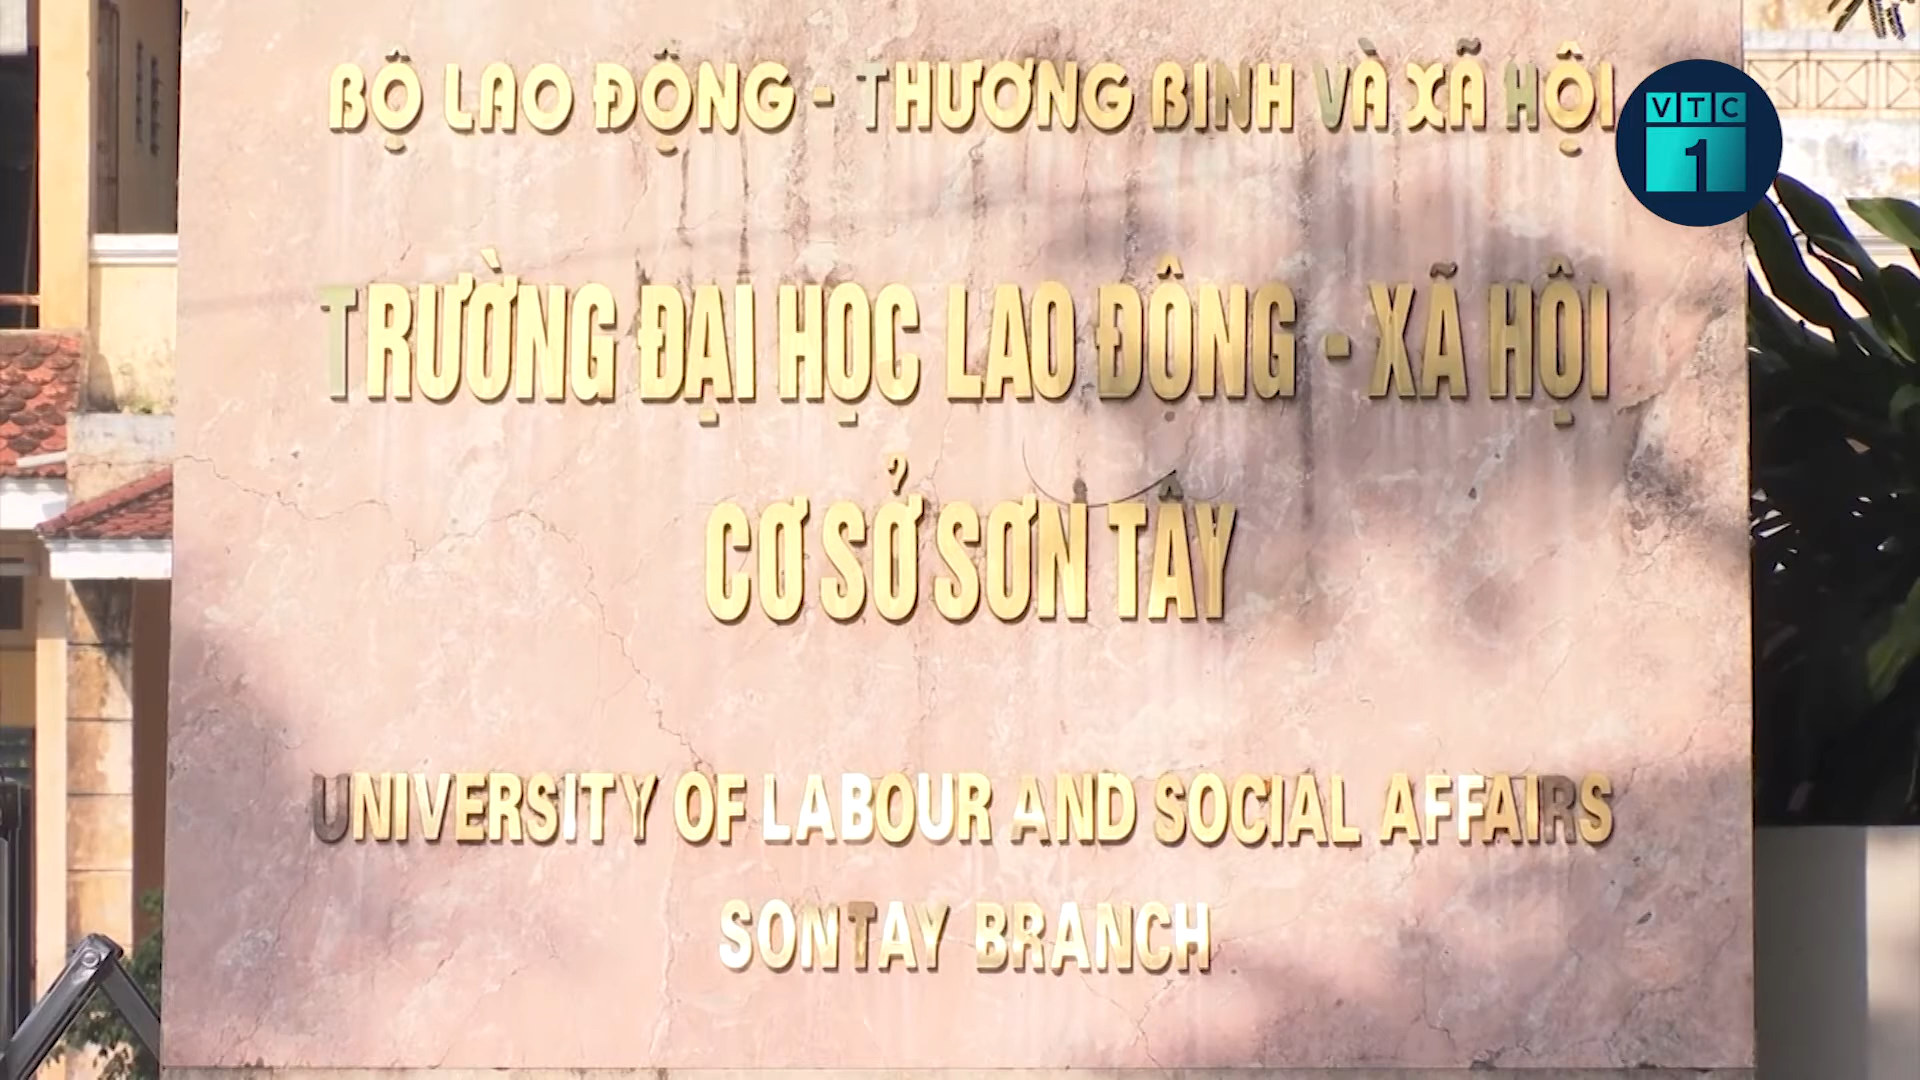 BỘ LAO ĐỘNG - THƯƠNG BINH VÀ XÃ HỘI
VTC
1
TRƯỜNG ĐẠI HỌC LAO ĐÔNG - XÃ HỘI
CƠ SỞ SƠN TÂY
UNIVERSITY OF LABOUR AND SOCIAL AFFAIRS
SONTAY BRANCH